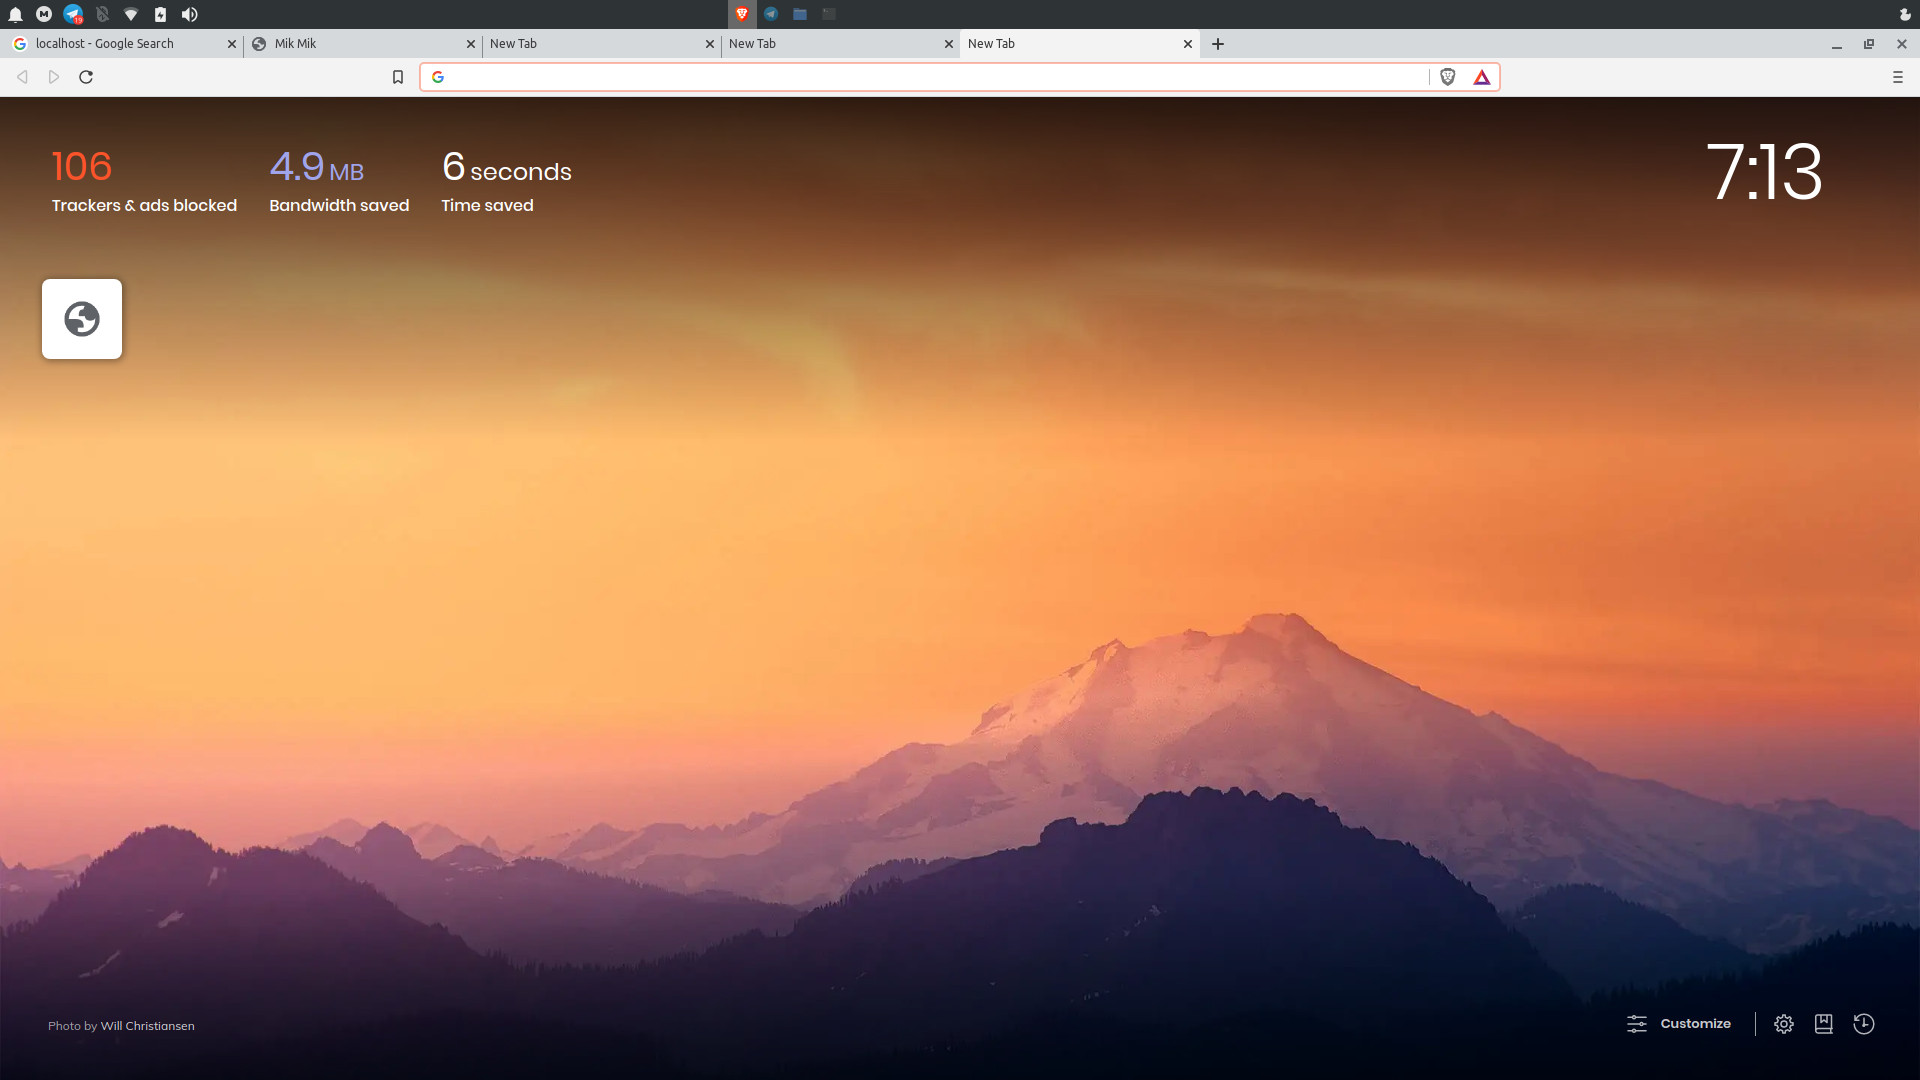 19
localhost - Google Search
Mik Mik
New Tab
New Tab
New Tab
106
Trackers & ads blocked
4.9 MB
Bandwidth saved
6 seconds
Time saved
7:13
Photo by Will Christiansen
Customize